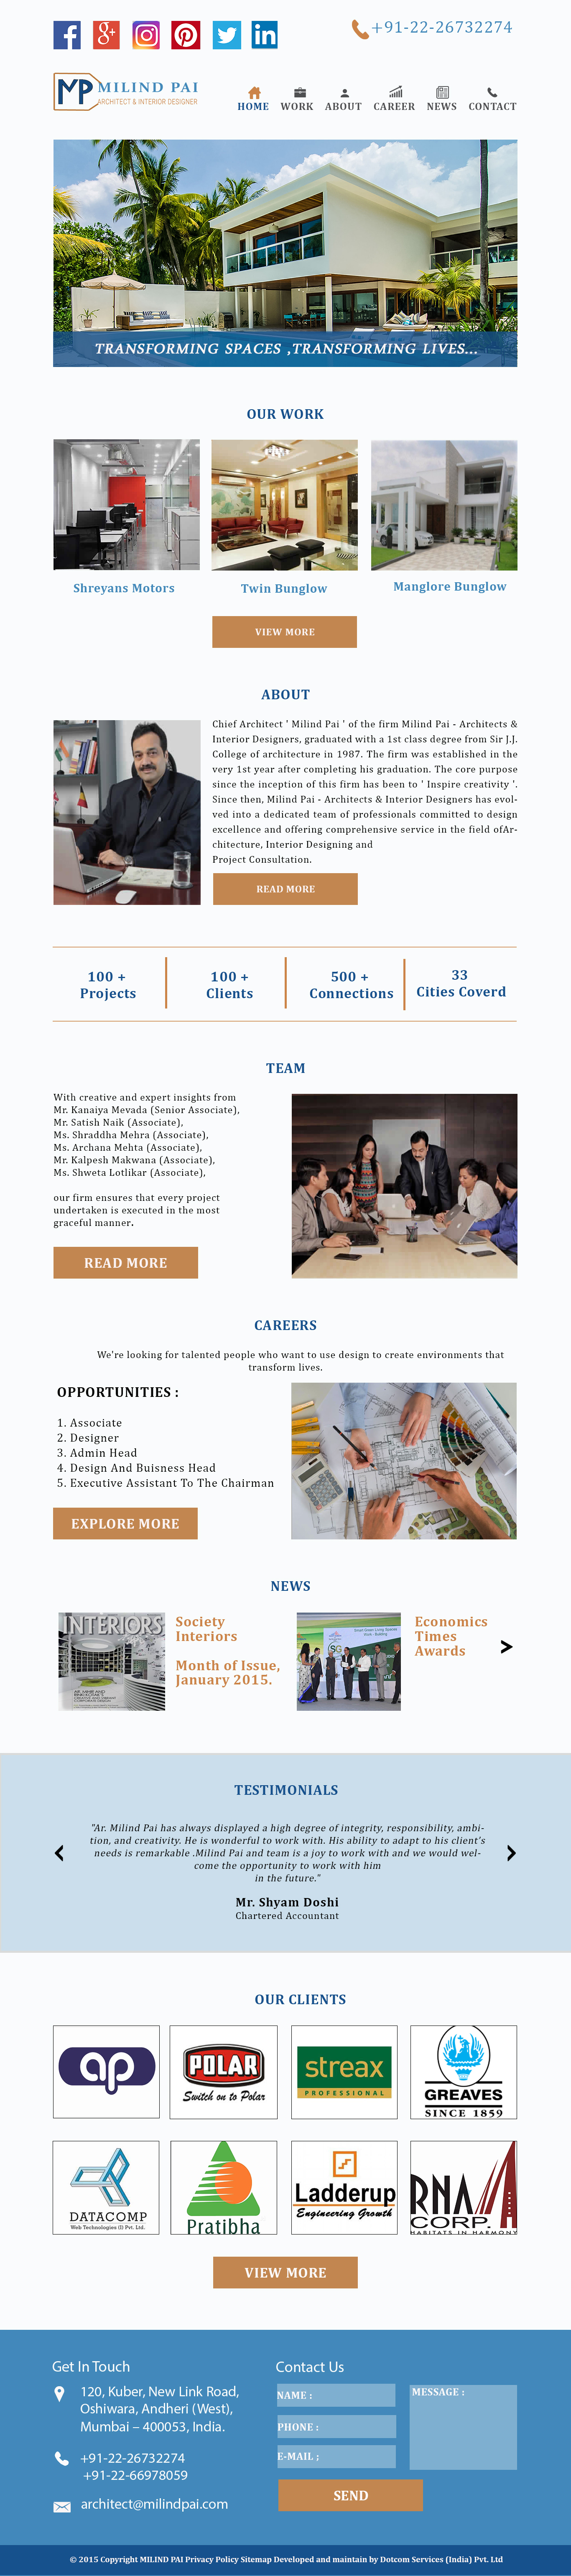 +91-22-26732274
MP MILIND PAI
ARCHITECT & INTERIOR DESIGNER
HOME WORK ABOUT CAREER NEWS CONTACT
TRANSFORMING SPACES ,TRANSFORMING LIVES...
OUR WORK
Shreyans Motors
Twin Bunglow
Manglore Bunglow
VIEW MORE
ABOUT
Chief Architect ' Milind Pai ' of the firm Milind Pai - Architects &
Interior Designers, graduated with a 1st class degree from Sir J.J.
College of architecture in 1987. The firm was established in the
very 1st year after completing his graduation. The core purpose
since the inception of this firm has been to ' Inspire creativity '.
Since then, Milind Pai - Architects & Interior Designers has evol-
ved into a dedicated team of professionals committed to design
excellence and offering comprehensive service in the field ofAr-
chitecture, Interior Designing and
Project Consultation.
READ MORE
100 +
Projects
100 +
Clients
500 +
Connections
33
Cities Coverd
TEAM
With creative and expert insights from
Mr. Kanaiya Mevada (Senior Associate),
Mr. Satish Naik (Associate),
Ms. Shraddha Mehra (Associate),
Ms. Archana Mehta (Associate),
Mr. Kalpesh Makwana (Associate),
Ms. Shweta Lotlikar (Associate),
our firm ensures that every project
undertaken is executed in the most
graceful manner.
READ MORE
CAREERS
We're looking for talented people who want to use design to create environments that
transform lives.
OPPORTUNITIES :
1. Associate
2. Designer
3. Admin Head
4. Design And Buisness Head
5. Executive Assistant To The Chairman
EXPLORE MORE
NEWS
INTERIORS
Society
Interiors
Month of Issue,
January 2015.
Economics
Times
Awards
TESTIMONIALS
"Ar. Milind Pai has always displayed a high degree of integrity, responsibility, ambi-
tion, and creativity. He is wonderful to work with. His ability to adapt to his client's
needs is remarkable .Milind Pai and team is a joy to work with and we would wel-
come the opportunity to work with him
in the future."
Mr. Shyam Doshi
Chartered Accountant
OUR CLIENTS
ap
POLAR
Switch on to Polar
streax
PROFESSIONAL
GREAVES
SINCE 1859
DATACOMP
Web Technologies (I) Pvt. Ltd.
Pratibha
Ladderup
Engineering Growth
RNA
CORP.
HABITATS IN HARMONY
VIEW MORE
Get In Touch
120, Kuber, New Link Road,
Oshiwara, Andheri (West),
Mumbai – 400053, India.
+91-22-26732274
+91-22-66978059
architect@milindpai.com
Contact Us
NAME :
PHONE :
E-MAIL ;
MESSAGE :
SEND
© 2015 Copyright MILIND PAI Privacy Policy Sitemap Developed and maintain by Dotcom Services (India) Pvt. Ltd